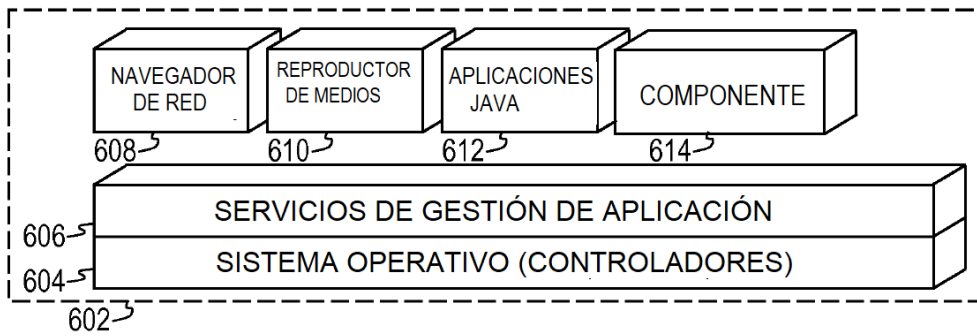 NAVEGADOR
DE RED
REPRODUCTOR
DE MEDIOS
APLICACIONES
JAVA
COMPONENTE
608
610
612
614
SERVICIOS DE GESTIÓN DE APLICACIÓN
606
SISTEMA OPERATIVO (CONTROLADORES)
604
602